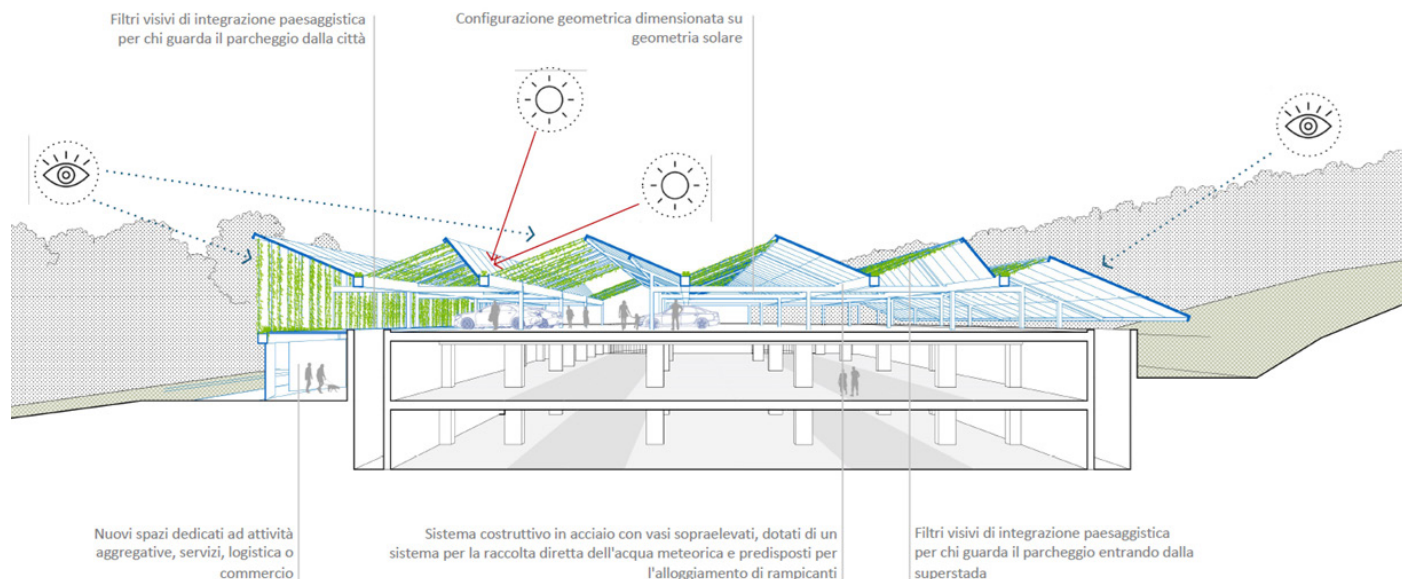 Filtri visivi di integrazione paesaggistica
per chi guarda il parcheggio dalla città
Configurazione geometrica dimensionata su
geometria solare
Nuovi spazi dedicati ad attività
aggregative, servizi, logistica o
commercio
Sistema costruttivo in acciaio con vasi sopraelevati, dotati di un
sistema per la raccolta diretta dell'acqua meteorica e predisposti per
l'alloggiamento di rampicanti
Filtri visivi di integrazione paesaggistica
per chi guarda il parcheggio entrando dalla
superstada